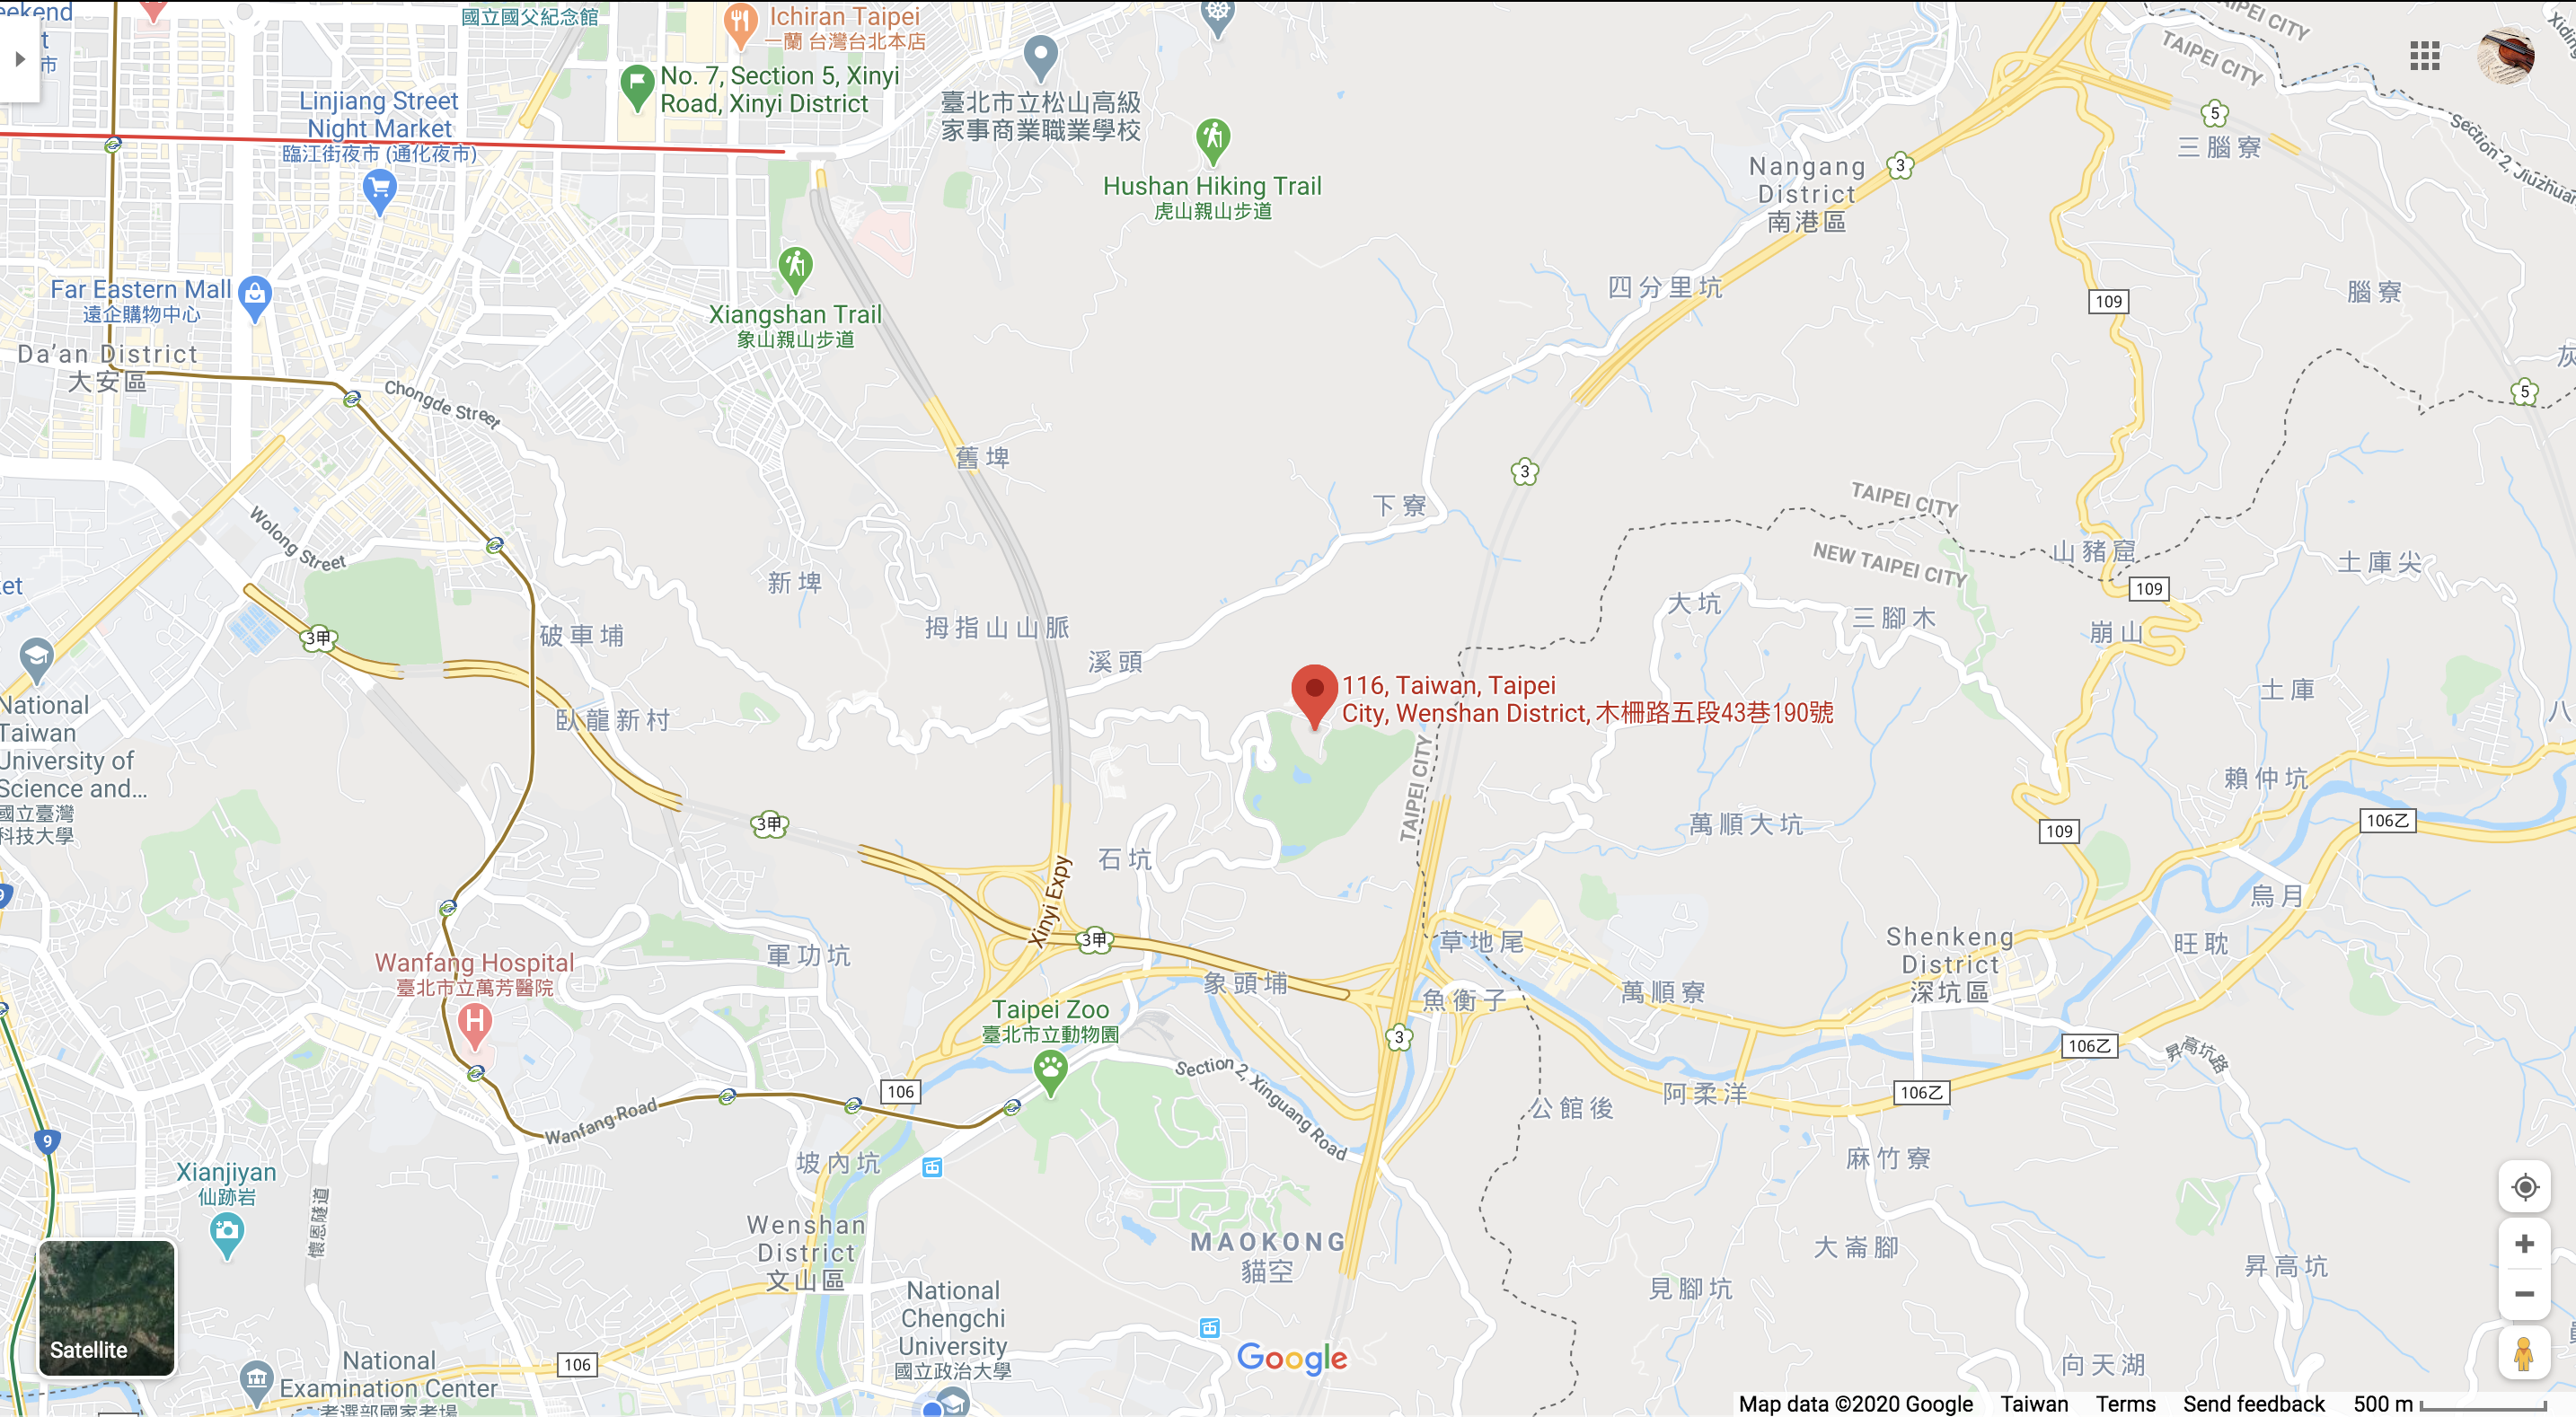 eekend
t
市
國立國父紀念館
Ichiran Taipei
一蘭 台灣台北本店
No. 7, Section 5, Xinyi
Road, Xinyi District
臺北市立松山高級
家事商業職業學校
Linjiang Street
Night Market
臨江街夜市 (通化夜市)
Hushan Hiking Trail
虎山親山步道
Nangang
District
南港區
TAIPEI CITY
TAIPEI CITY
5
三腦寮
Section 2, Jiuzhuan
Xiding
3
Far Eastern Mall
遠企購物中心
Xiangshan Trail
象山親山步道
四分里坑
109
腦寮
Da'an District
大安區
Chongde Street
灰
5
舊埤
3
下寮
TAIPEI CITY
NEW TAIPEI CITY
Wolong Street
ket
新埤
山豬窟
土庫尖
109
大坑
三腳木
3甲
破車埔
拇指山山脈
溪頭
崩山
116, Taiwan, Taipei
City, Wenshan District, 木柵路五段43巷190號
土庫
八
National
Taiwan
University of
Science and...
國立臺灣
科技大學
臥龍新村
TAIPEI CITY
賴仲坑
3甲
萬順大坑
109
106乙
石坑
Xinyi Expy
9
烏月
3甲
軍功坑
草地尾
Shenkeng
District
深坑區
旺耽
Wanfang Hospital
臺北市立萬芳醫院
H
象頭埔
魚衡子
萬順寮
Taipei Zoo
臺北市立動物園
3
106乙
昇高坑路
Section 2, Xinguang Road
106
106乙
阿柔洋
公館後
Wanfang Road
9
坡內坑
麻竹寮
Xianjiyan
仙跡岩
懷恩隧道
Wenshan
District
文山區
MAOKONG
貓空
大崙腳
昇高坑
見腳坑
National
Chengchi
University
國立政治大學
Satellite
106
National
Examination Center
考選部國家考場
Google
向天湖
Map data ©2020 Google
Taiwan
Terms
Send feedback
500 m